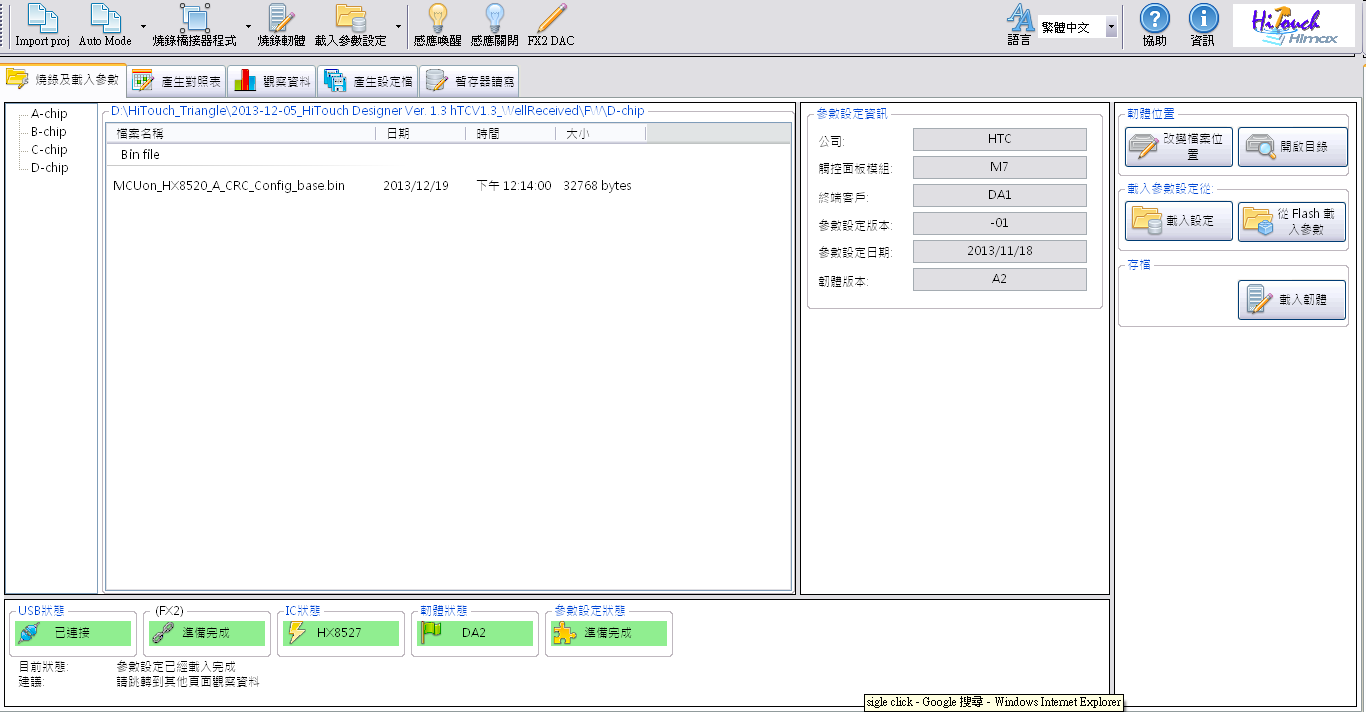 Import proj
Auto Mode
燒錄橋接器程式
燒錄韌體
載入參數設定
感應喚醒
感應關閉
FX2 DAC
語言
繁體中文
協助
資訊
HiTouch
Himax
燒錄及載入參數
產生對照表
觀察資料
產生設定檔
暫存器讀寫
A-chip
B-chip
C-chip
D-chip
D:\HiTouch_Triangle\2013-12-05_HiTouch Designer Ver. 1.3 hTCV1.3_WellReceived\FW\D-chip
檔案名稱 日期 時間 大小
Bin file
MCUon_HX8520_A_CRC_Config_base.bin 2013/12/19 下午 12:14:00 32768 bytes
參數設定資訊
公司: HTC
觸控面板模組: M7
終端客戶: DA1
參數設定版本: -01
參數設定日期: 2013/11/18
韌體版本: A2
韌體位置
改變檔案位置
開啟目錄
載入參數設定從:
載入設定
從 Flash 載入參數
存檔
載入韌體
USB狀態
已連接
(FX2)
準備完成
IC狀態
HX8527
韌體狀態
DA2
參數設定狀態
準備完成
目前狀態: 參數設定已經載入完成
建議: 請跳轉到其他頁面觀察資料
sigle click - Google 搜尋 - Windows Internet Explorer